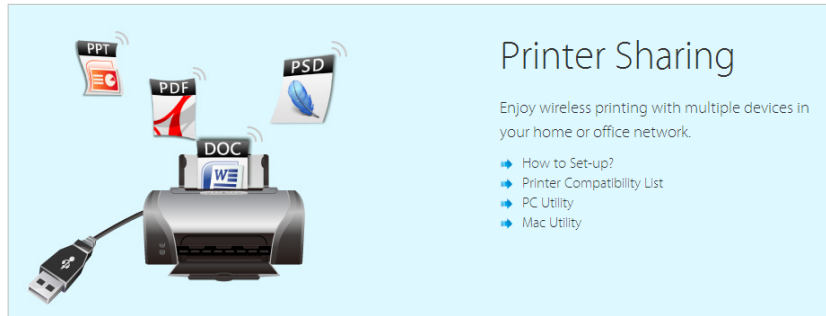 PPT
PDF
PSD
DOC
W
Printer Sharing
Enjoy wireless printing with multiple devices in
your home or office network.
How to Set-up?
Printer Compatibility List
PC Utility
Mac Utility